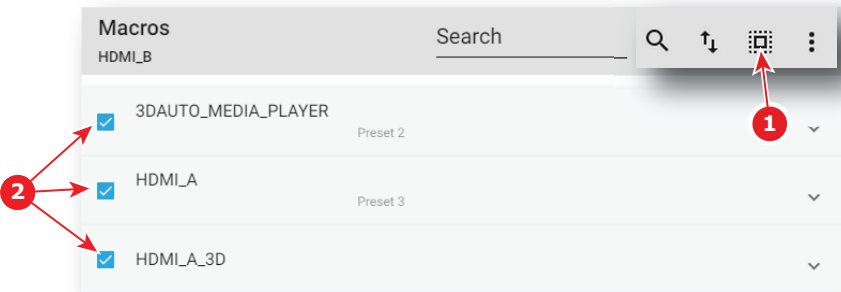 Macros
HDMI_B
Search
1
3DAUTO_MEDIA_PLAYER
Preset 2
2
HDMI_A
Preset 3
HDMI_A_3D